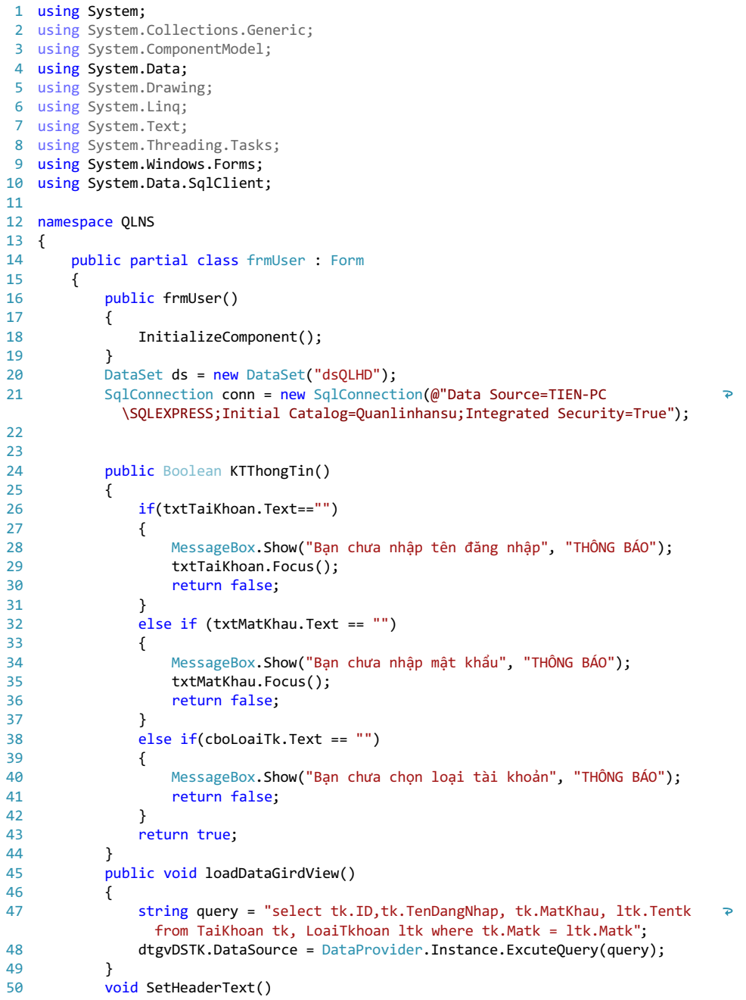 1 using System;
2 using System.Collections.Generic;
3 using System.ComponentModel;
4 using System.Data;
5 using System.Drawing;
6 using System.Linq;
7 using System.Text;
8 using System.Threading.Tasks;
9 using System.Windows.Forms;
10 using System.Data.SqlClient;
11
12 namespace QLNS
13 {
14     public partial class frmUser : Form
15     {
16         public frmUser()
17         {
18             InitializeComponent();
19         }
20         DataSet ds = new DataSet("dsQLHD");
21         SqlConnection conn = new SqlConnection(@"Data Source=TIEN-PC
          \SQLEXPRESS;Initial Catalog=Quanlinhansu;Integrated Security=True");
22
23
24         public Boolean KTThongTin()
25         {
26             if(txtTaiKhoan.Text=="")
27             {
28                 MessageBox.Show("Bạn chưa nhập tên đăng nhập", "THÔNG BÁO");
29                 txtTaiKhoan.Focus();
30                 return false;
31             }
32             else if (txtMatKhau.Text == "")
33             {
34                 MessageBox.Show("Bạn chưa nhập mật khẩu", "THÔNG BÁO");
35                 txtMatKhau.Focus();
36                 return false;
37             }
38             else if(cboLoaiTk.Text == "")
39             {
40                 MessageBox.Show("Bạn chưa chọn loại tài khoản", "THÔNG BÁO");
41                 return false;
42             }
43             return true;
44         }
45         public void loadDataGirdView()
46         {
47             string query = "select tk.ID,tk.TenDangNhap, tk.MatKhau, ltk.Tentk
              from TaiKhoan tk, LoaiTkhoan ltk where tk.Matk = ltk.Matk";
48             dtgvDSTK.DataSource = DataProvider.Instance.ExcuteQuery(query);
49         }
50         void SetHeaderText()